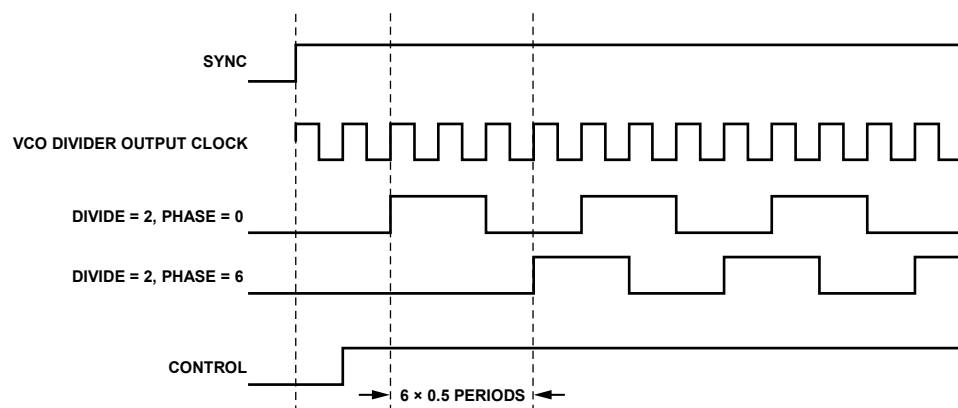 SYNC
VCO DIVIDER OUTPUT CLOCK
DIVIDE = 2, PHASE = 0
DIVIDE = 2, PHASE = 6
CONTROL
6 × 0.5 PERIODS